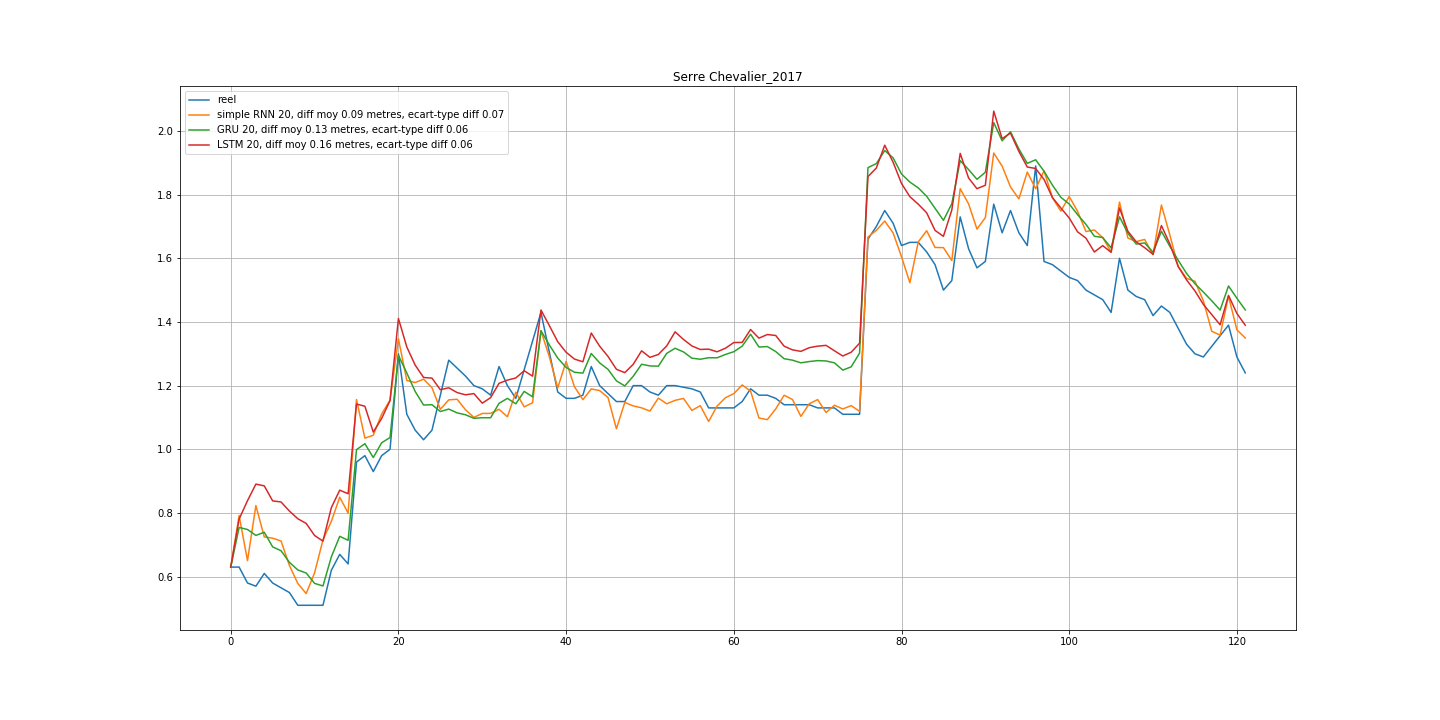 Serre Chevalier_2017
reel
simple RNN 20, diff moy 0.09 metres, ecart-type diff 0.07
GRU 20, diff moy 0.13 metres, ecart-type diff 0.06
LSTM 20, diff moy 0.16 metres, ecart-type diff 0.06
2.0
1.8
1.6
1.4
1.2
1.0
0.8
0.6
0 20 40 60 80 100 120